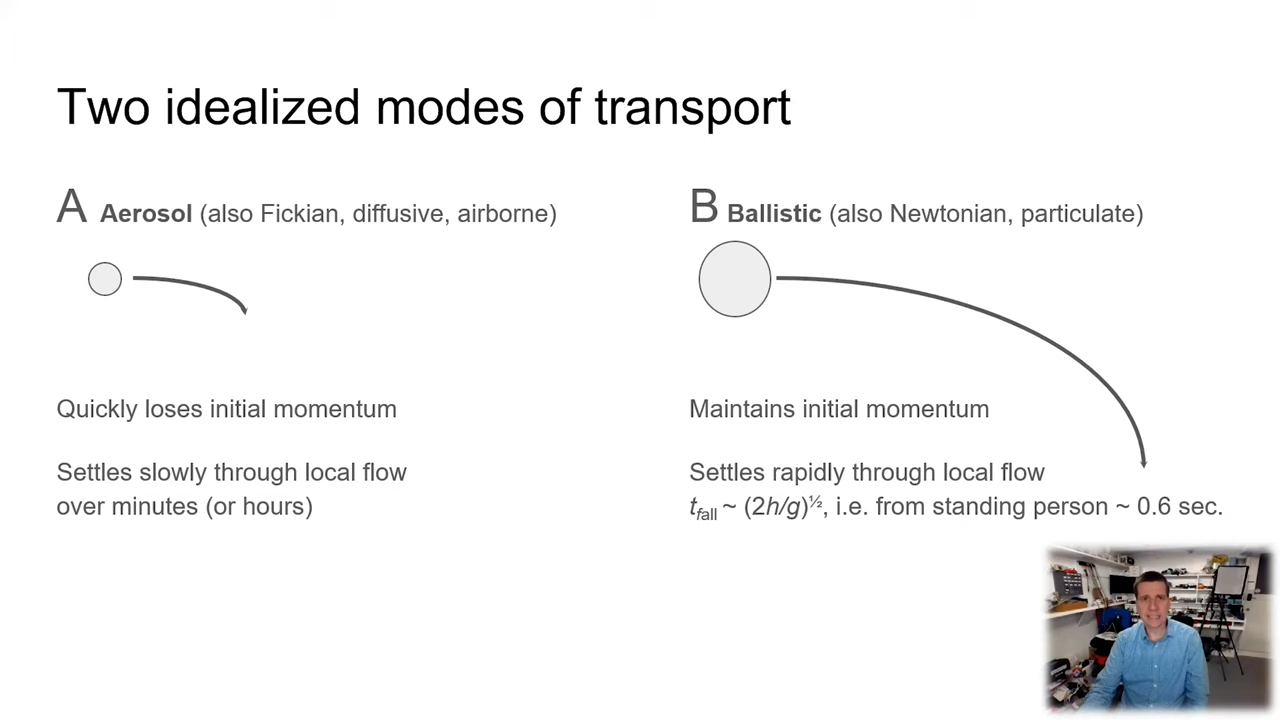 Two idealized modes of transport
A Aerosol (also Fickian, diffusive, airborne)
Quickly loses initial momentum
Settles slowly through local flow
over minutes (or hours)
B Ballistic (also Newtonian, particulate)
Maintains initial momentum
Settles rapidly through local flow
tfall ~ (2h/g)½, i.e. from standing person ~ 0.6 sec.